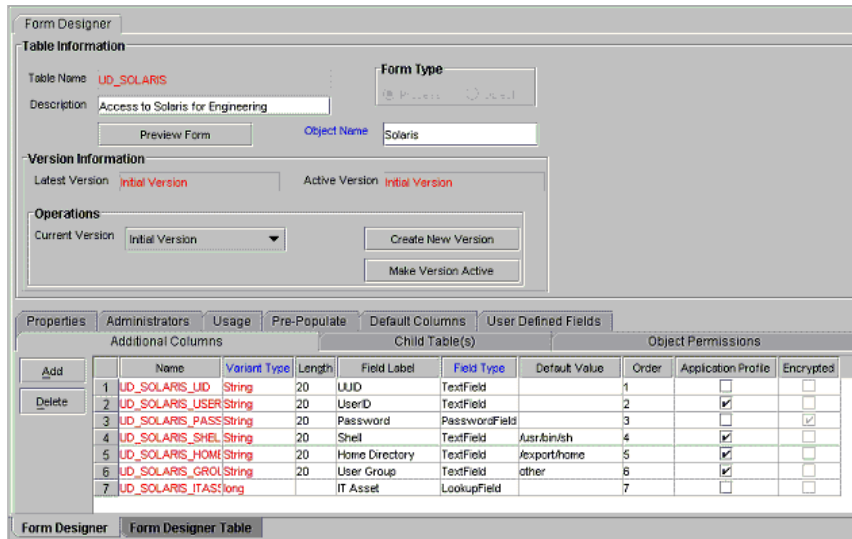 Form Designer
Table Information
Table Name UD_SOLARIS
Form Type
Description Access to Solaris for Engineering
Preview Form Object Name Solaris
Version Information
Latest Version Initial Version Active Version Initial Version
Operations
Current Version Initial Version Create New Version
Make Version Active
Properties Administrators Usage Pre-Populate Default Columns User Defined Fields
Additional Columns Child Table(s) Object Permissions
Add Name Variant Type Length Field Label Field Type Default Value Order Application Profile Encrypted
1 UD_SOLARIS_UID String 20 UUID TextField 1
Delete 2 UD_SOLARIS_USER String 20 UserID TextField 2
3 UD_SOLARIS_PASS String 20 Password PasswordField 3
4 UD_SOLARIS_SHEL String 20 Shell TextField /usr/bin/sh 4
5 UD_SOLARIS_HOME String 20 Home Directory TextField /export/home 5
6 UD_SOLARIS_GROU String 20 User Group TextField other 6
7 UD_SOLARIS_ITAS long IT Asset LookupField 7
Form Designer Form Designer Table